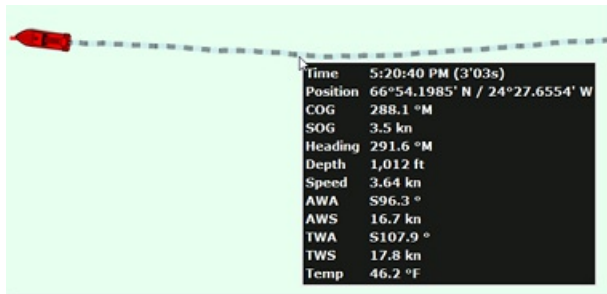 Time 5:20:40 PM (3'03s)
Position 66°54.1985' N / 24°27.6554' W
COG 288.1 °M
SOG 3.5 kn
Heading 291.6 °M
Depth 1,012 ft
Speed 3.64 kn
AWA S96.3 °
AWS 16.7 kn
TWA S107.9 °
TWS 17.8 kn
Temp 46.2 °F